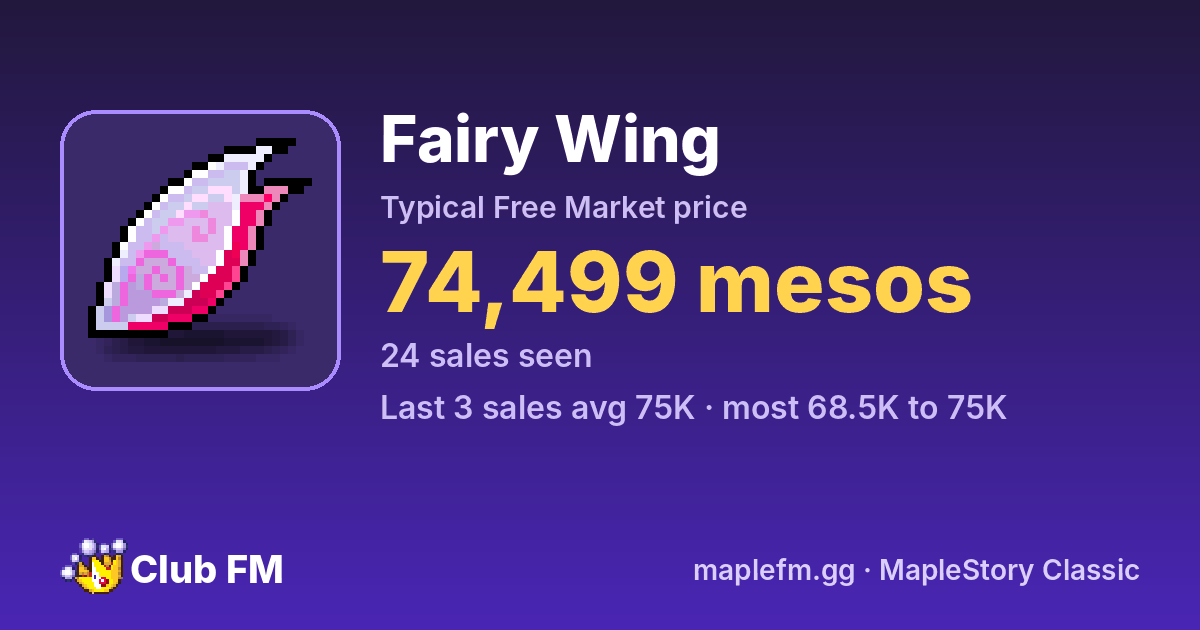 Fairy Wing
Typical Free Market price
74,499 mesos
24 sales seen
Last 3 sales avg 75K · most 68.5K to 75K
Club FM
maplefm.gg · MapleStory Classic